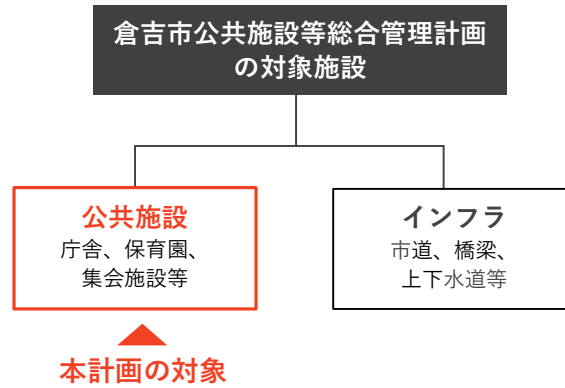 倉吉市公共施設等総合管理計画
の対象施設
公共施設
庁舎、保育園、
集会施設等
インフラ
市道、橋梁、
上下水道等
本計画の対象